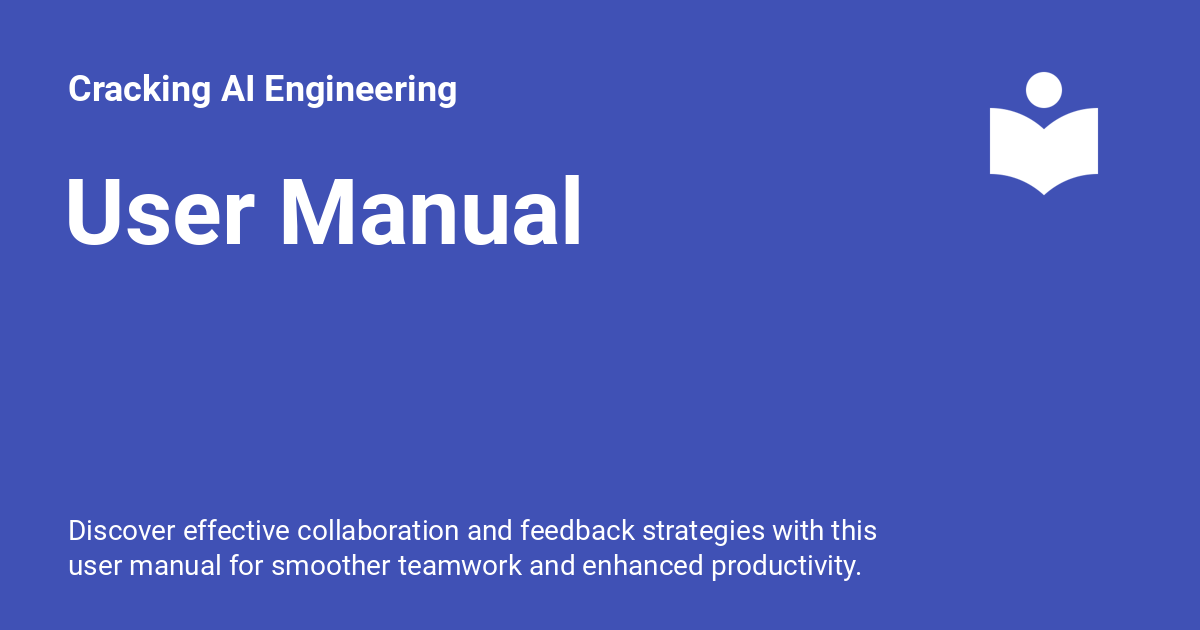 Cracking AI Engineering
User Manual
Discover effective collaboration and feedback strategies with this
user manual for smoother teamwork and enhanced productivity.